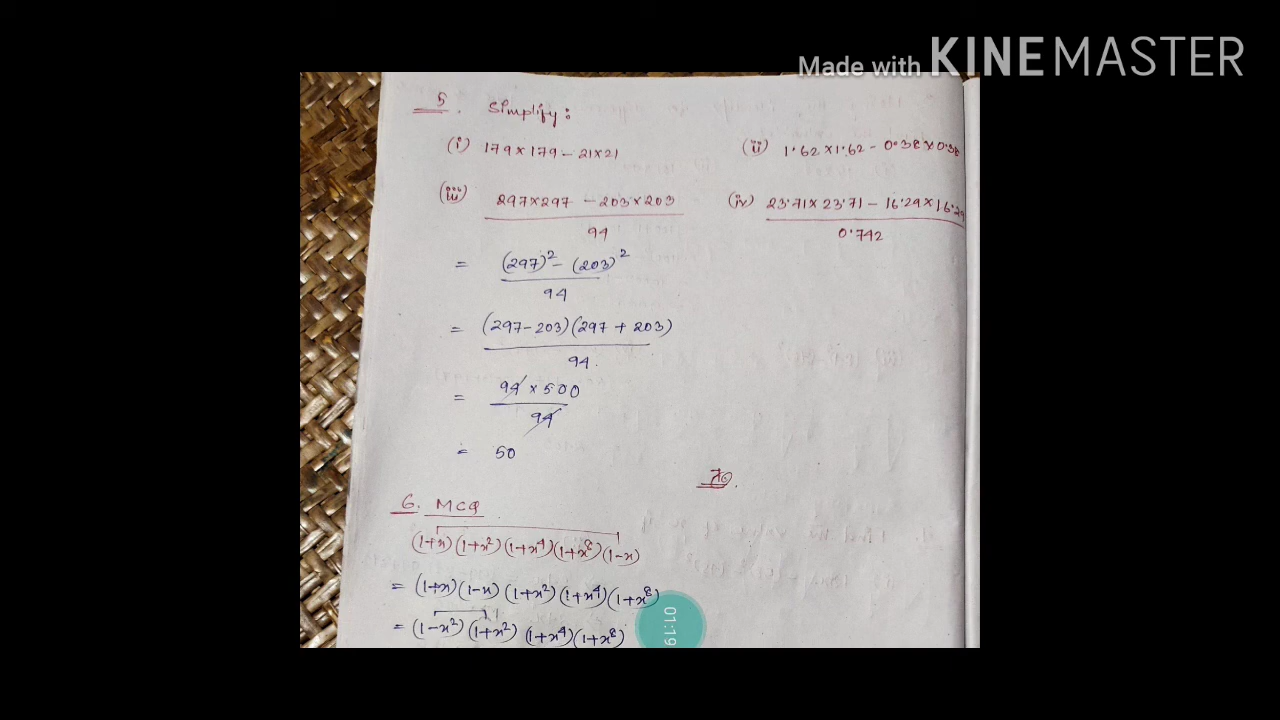 Made with KINEMASTER
5. Simplify:
(i) 179×179 – 21×21
(ii) 1.62×1.62 – 0.38×0.38
(iii) 297×297 – 203×203
94
(iv) 23.71×23.71 – 16.29×16.29
0.742
= (297)² – (203)²
94
= (297–203)(297 + 203)
94.
= 94 × 500
94
= 50
6. MCQ
(1+x)(1+x²)(1+x⁴)(1+x⁸)(1–x)
= (1+x)(1–x)(1+x²)(1+x⁴)(1+x⁸)
= (1–x²)(1+x²)(1+x⁴)(1+x⁸)
01:19